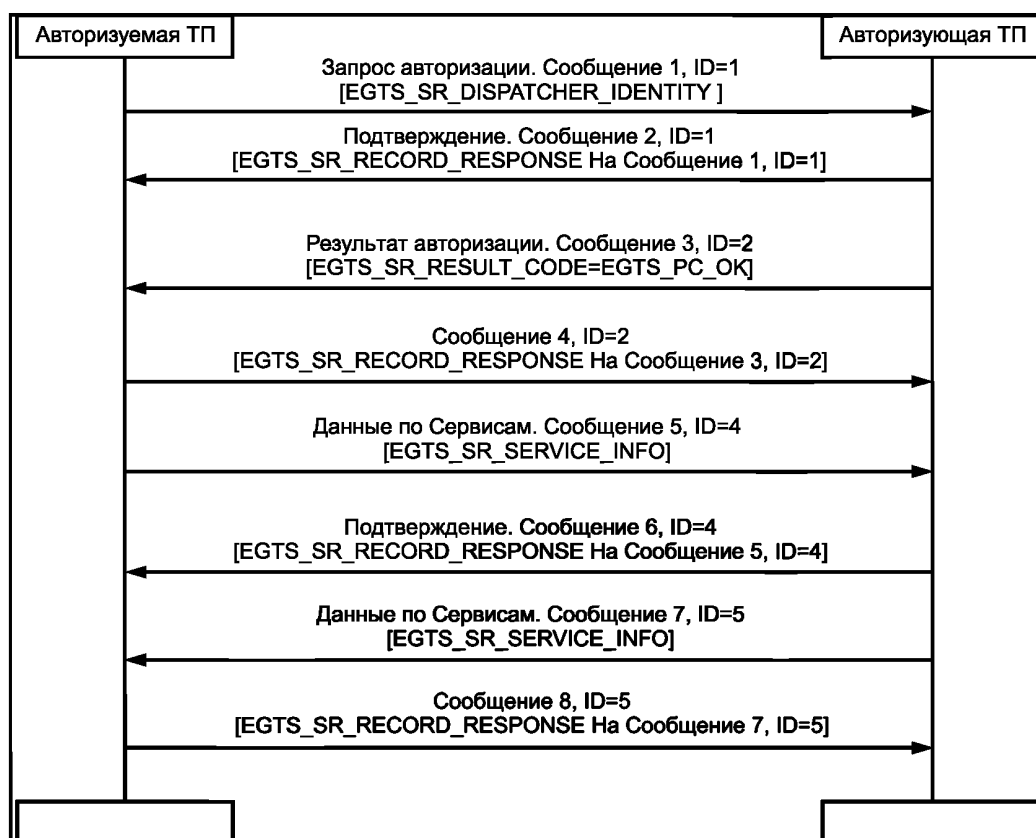 Авторизуемая ТП
Авторизующая ТП
Запрос авторизации. Сообщение 1, ID=1
[EGTS_SR_DISPATCHER_IDENTITY ]
Подтверждение. Сообщение 2, ID=1
[EGTS_SR_RECORD_RESPONSE На Сообщение 1, ID=1]
Результат авторизации. Сообщение 3, ID=2
[EGTS_SR_RESULT_CODE=EGTS_PC_OK]
Сообщение 4, ID=2
[EGTS_SR_RECORD_RESPONSE На Сообщение 3, ID=2]
Данные по Сервисам. Сообщение 5, ID=4
[EGTS_SR_SERVICE_INFO]
Подтверждение. Сообщение 6, ID=4
[EGTS_SR_RECORD_RESPONSE На Сообщение 5, ID=4]
Данные по Сервисам. Сообщение 7, ID=5
[EGTS_SR_SERVICE_INFO]
Сообщение 8, ID=5
[EGTS_SR_RECORD_RESPONSE На Сообщение 7, ID=5]